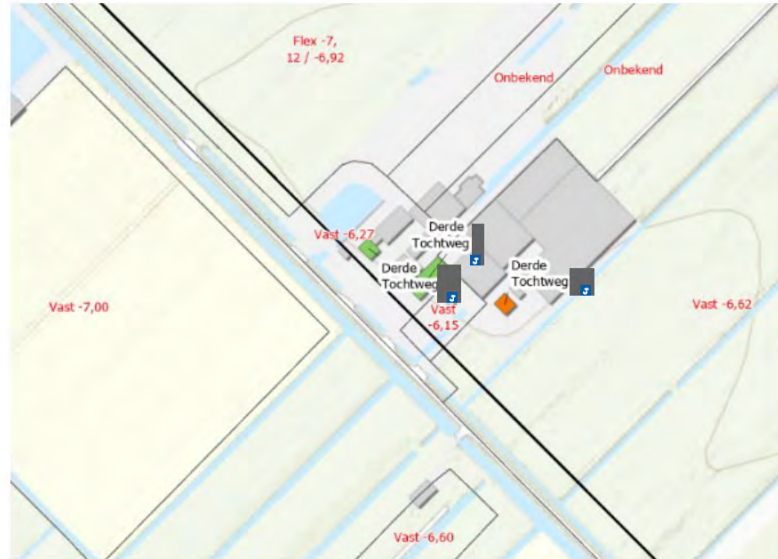 Flex -7,
12 / -6,92
Onbekend
Onbekend
Vast -6,27
Derde
Tochtweg
Derde
Tochtweg
Derde
Tochtweg
Vast
-6,15
Vast -7,00
Vast -6,62
Vast -6,60